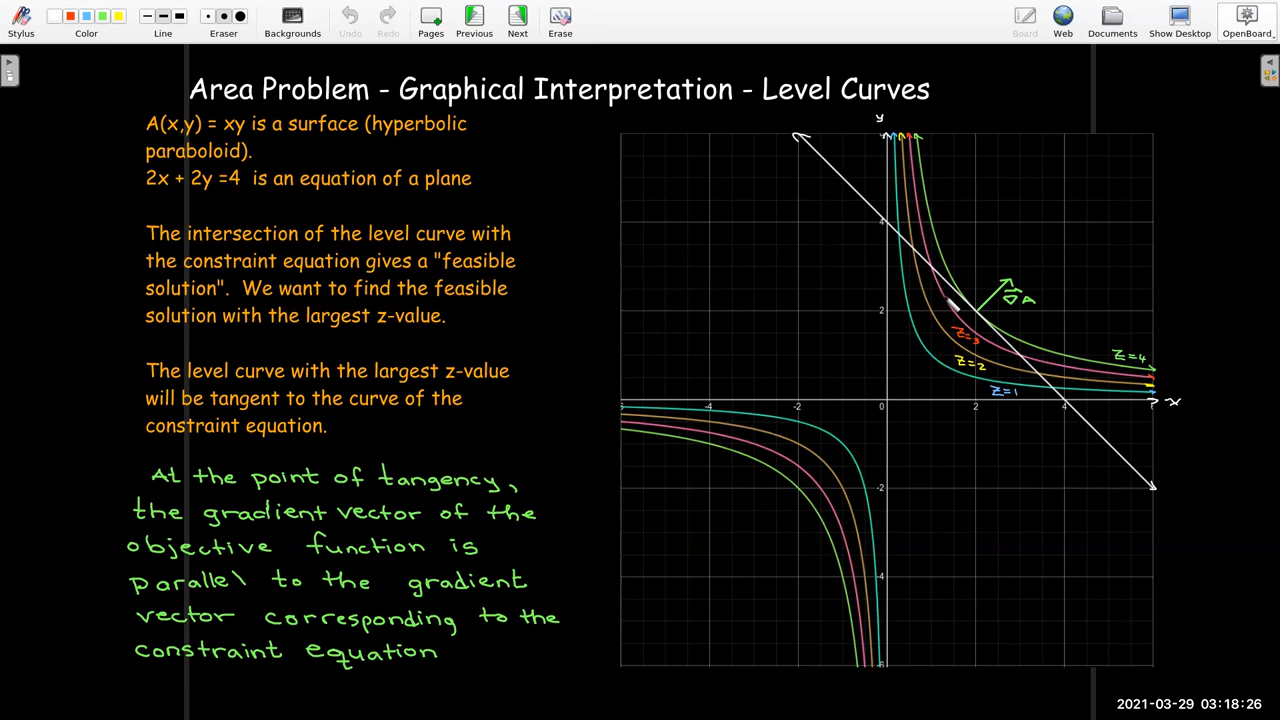 Stylus Color Line Eraser Backgrounds Undo Redo Pages Previous Next Erase Board Web Documents Show Desktop OpenBoard
Area Problem - Graphical Interpretation - Level Curves
A(x,y) = xy is a surface (hyperbolic
paraboloid).
2x + 2y =4 is an equation of a plane
The intersection of the level curve with
the constraint equation gives a "feasible
solution". We want to find the feasible
solution with the largest z-value.
The level curve with the largest z-value
will be tangent to the curve of the
constraint equation.
At the point of tangency,
the gradient vector of the
objective function is
parallel to the gradient
vector corresponding to the
constraint equation
y
4
2
∇A
Z=3
Z=2
Z=4
Z=1
-4 -2 0 2 4 x
-2
-4
2021-03-29 03:18:26